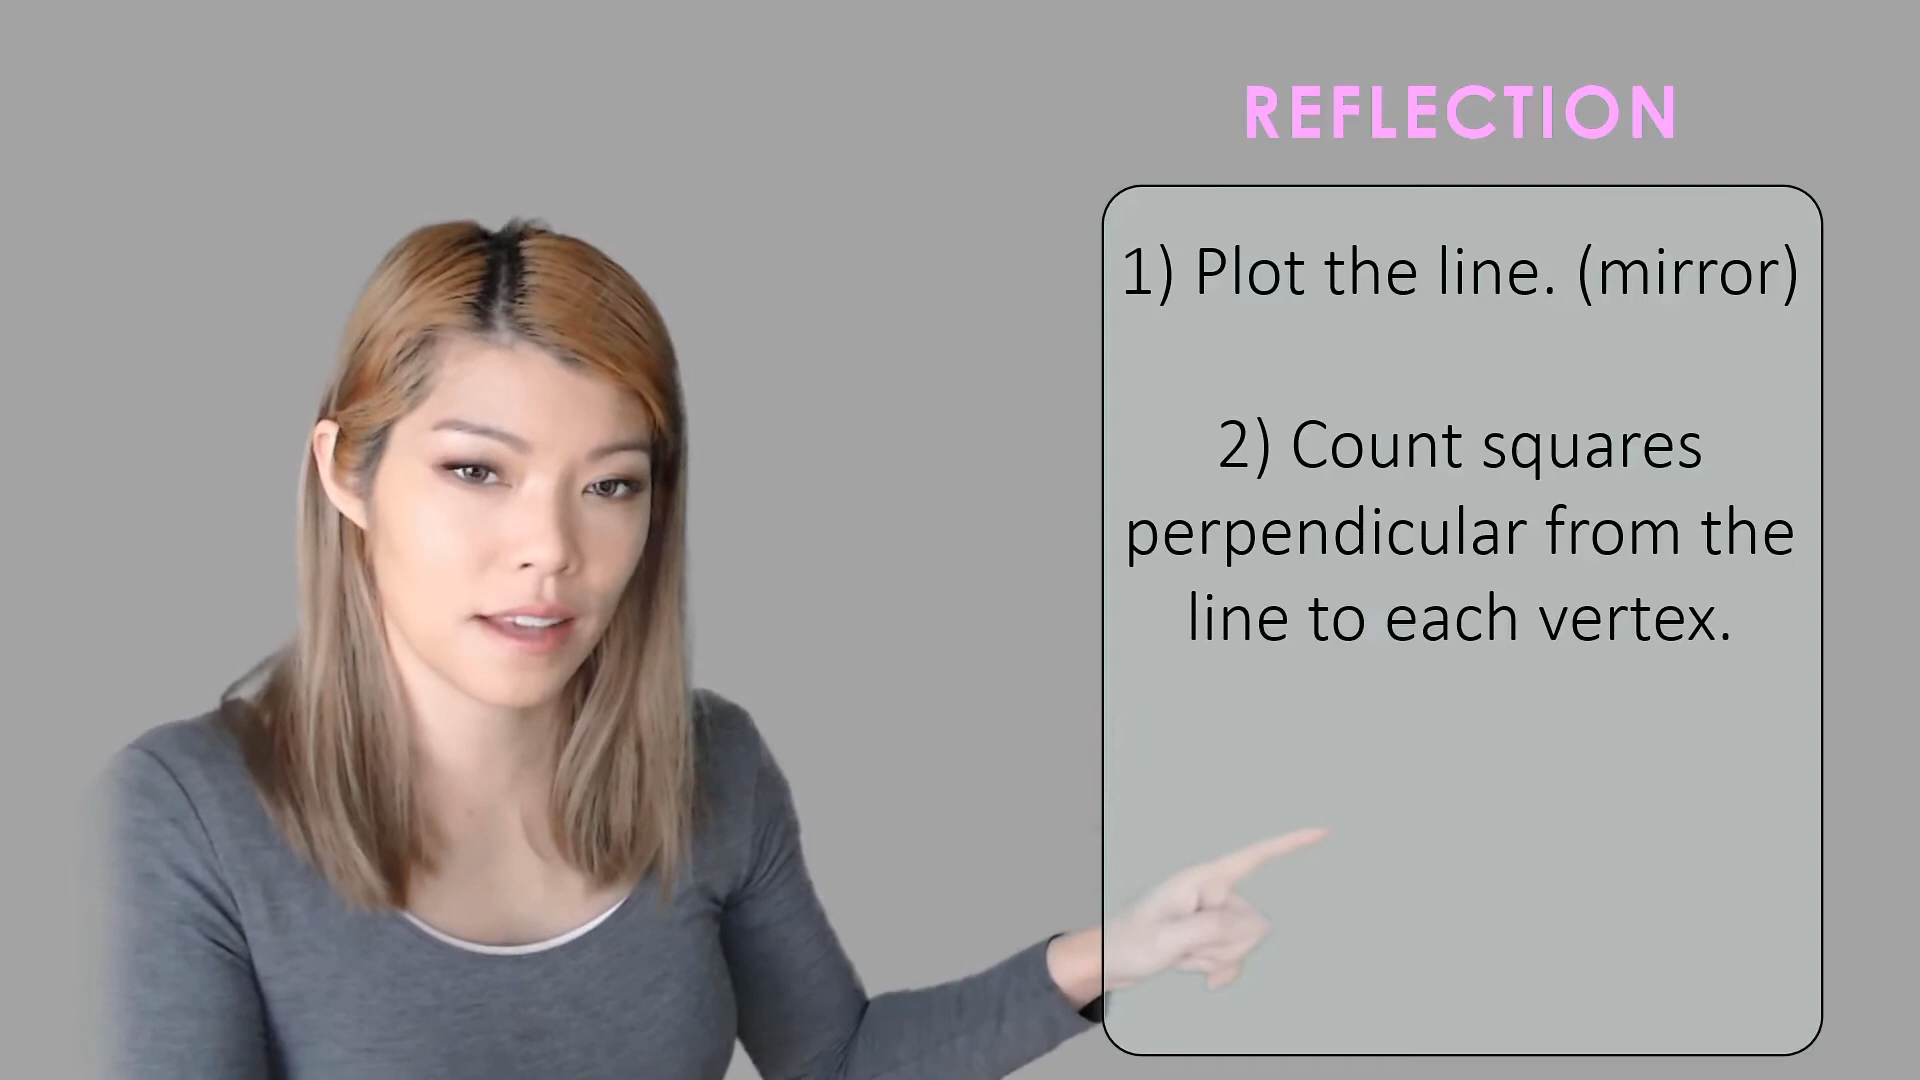 REFLECTION
1) Plot the line. (mirror)
2) Count squares
perpendicular from the
line to each vertex.